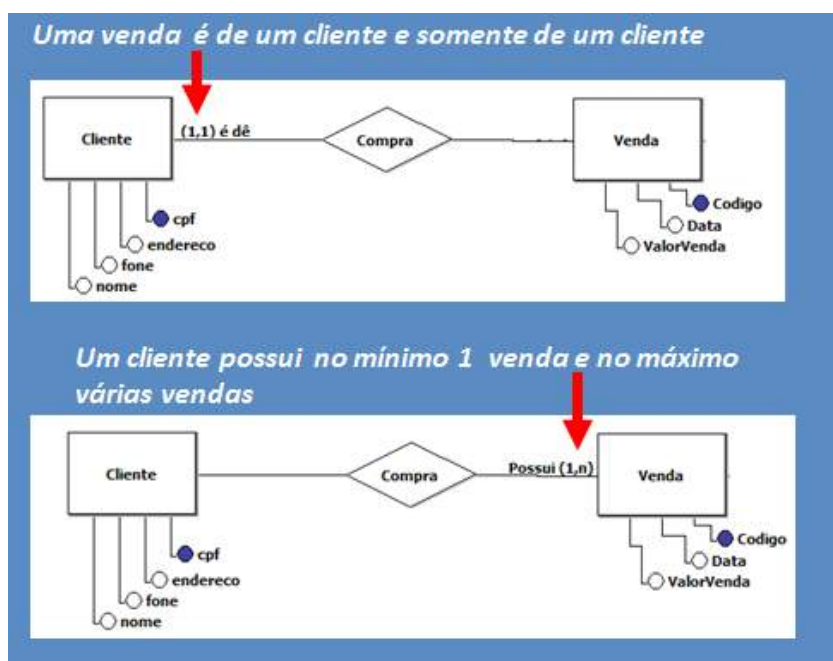 Uma venda é de um cliente e somente de um cliente
Cliente
(1,1) é dê
Compra
Venda
cpf
endereco
fone
nome
Codigo
Data
ValorVenda
Um cliente possui no mínimo 1 venda e no máximo
várias vendas
Cliente
Compra
Possui (1,n)
Venda
cpf
endereco
fone
nome
Codigo
Data
ValorVenda